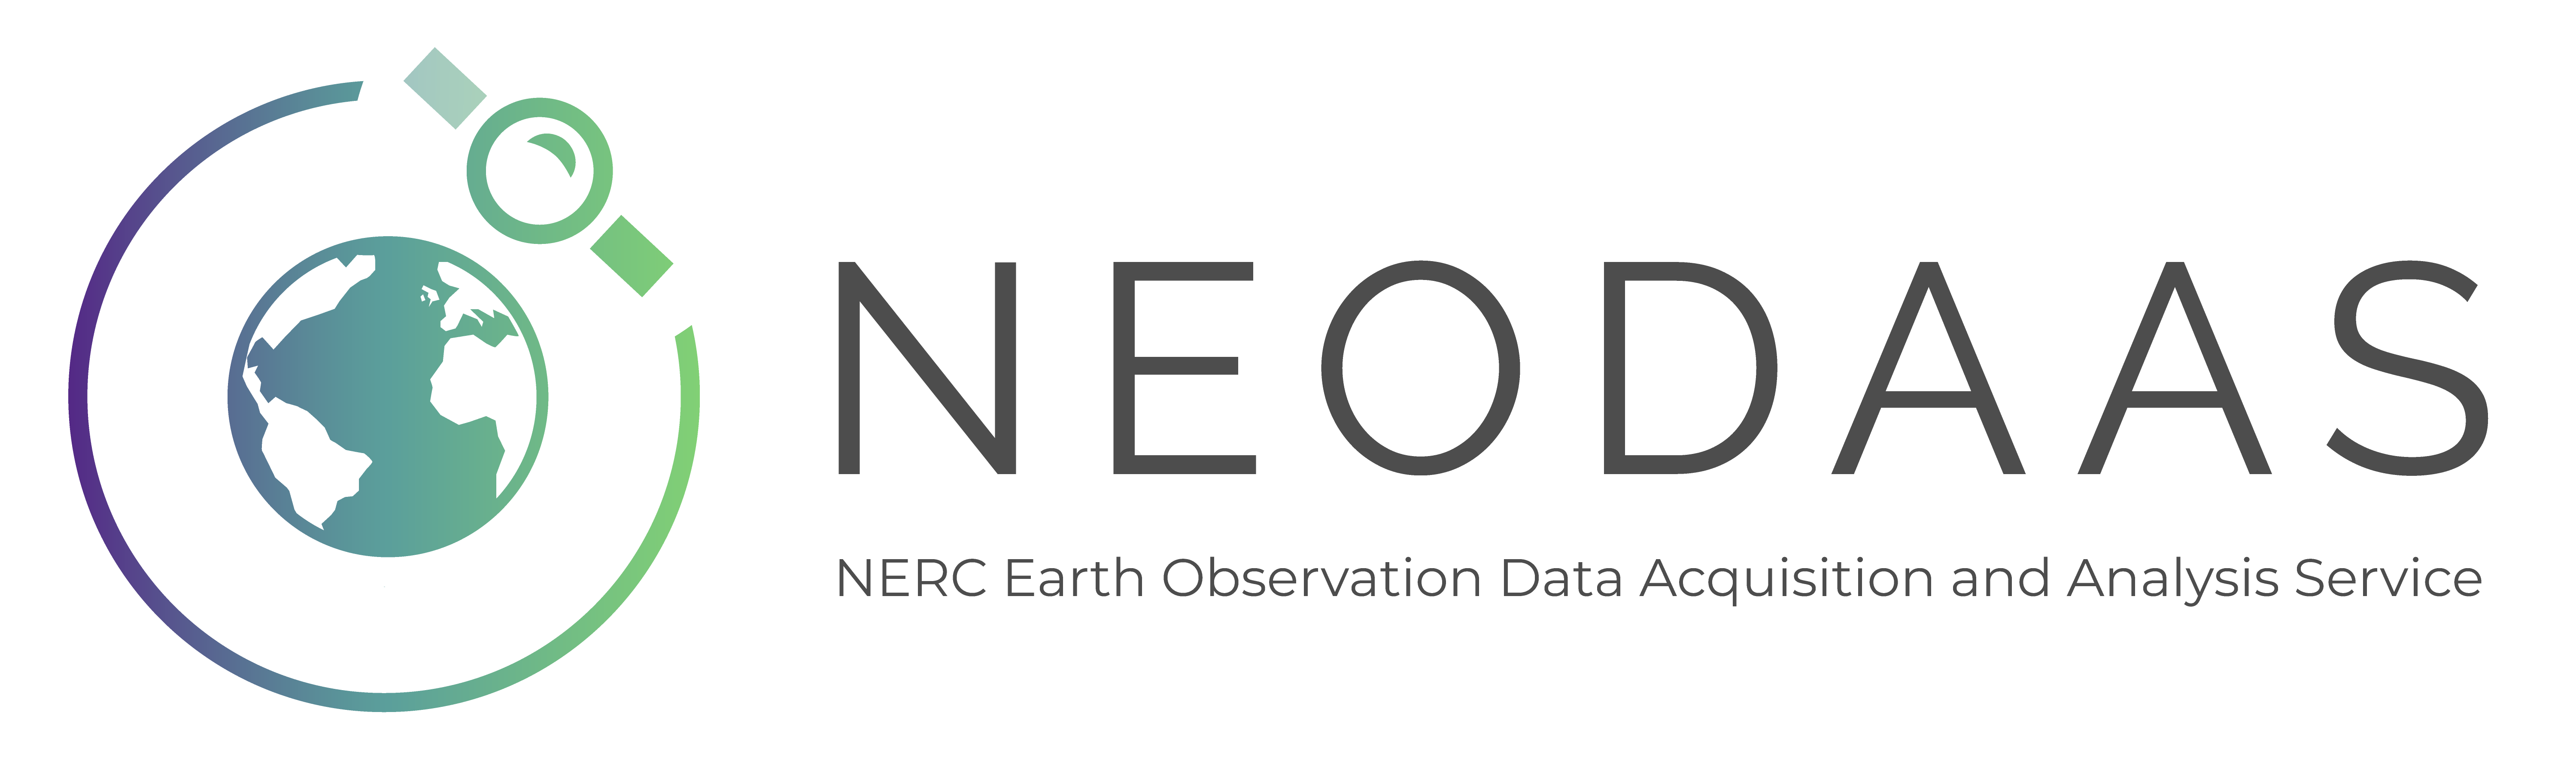 NEODAAS
NERC Earth Observation Data Acquisition and Analysis Service